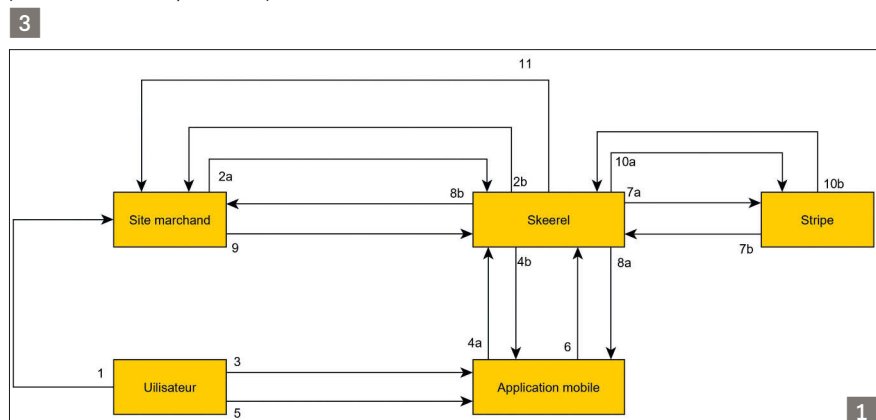 3
11
2a
2b
10a
10b
8b
7a
Site marchand
Skeerel
Stripe
9
4b
8a
7b
4a
6
1
3
Uilisateur
Application mobile
5
1